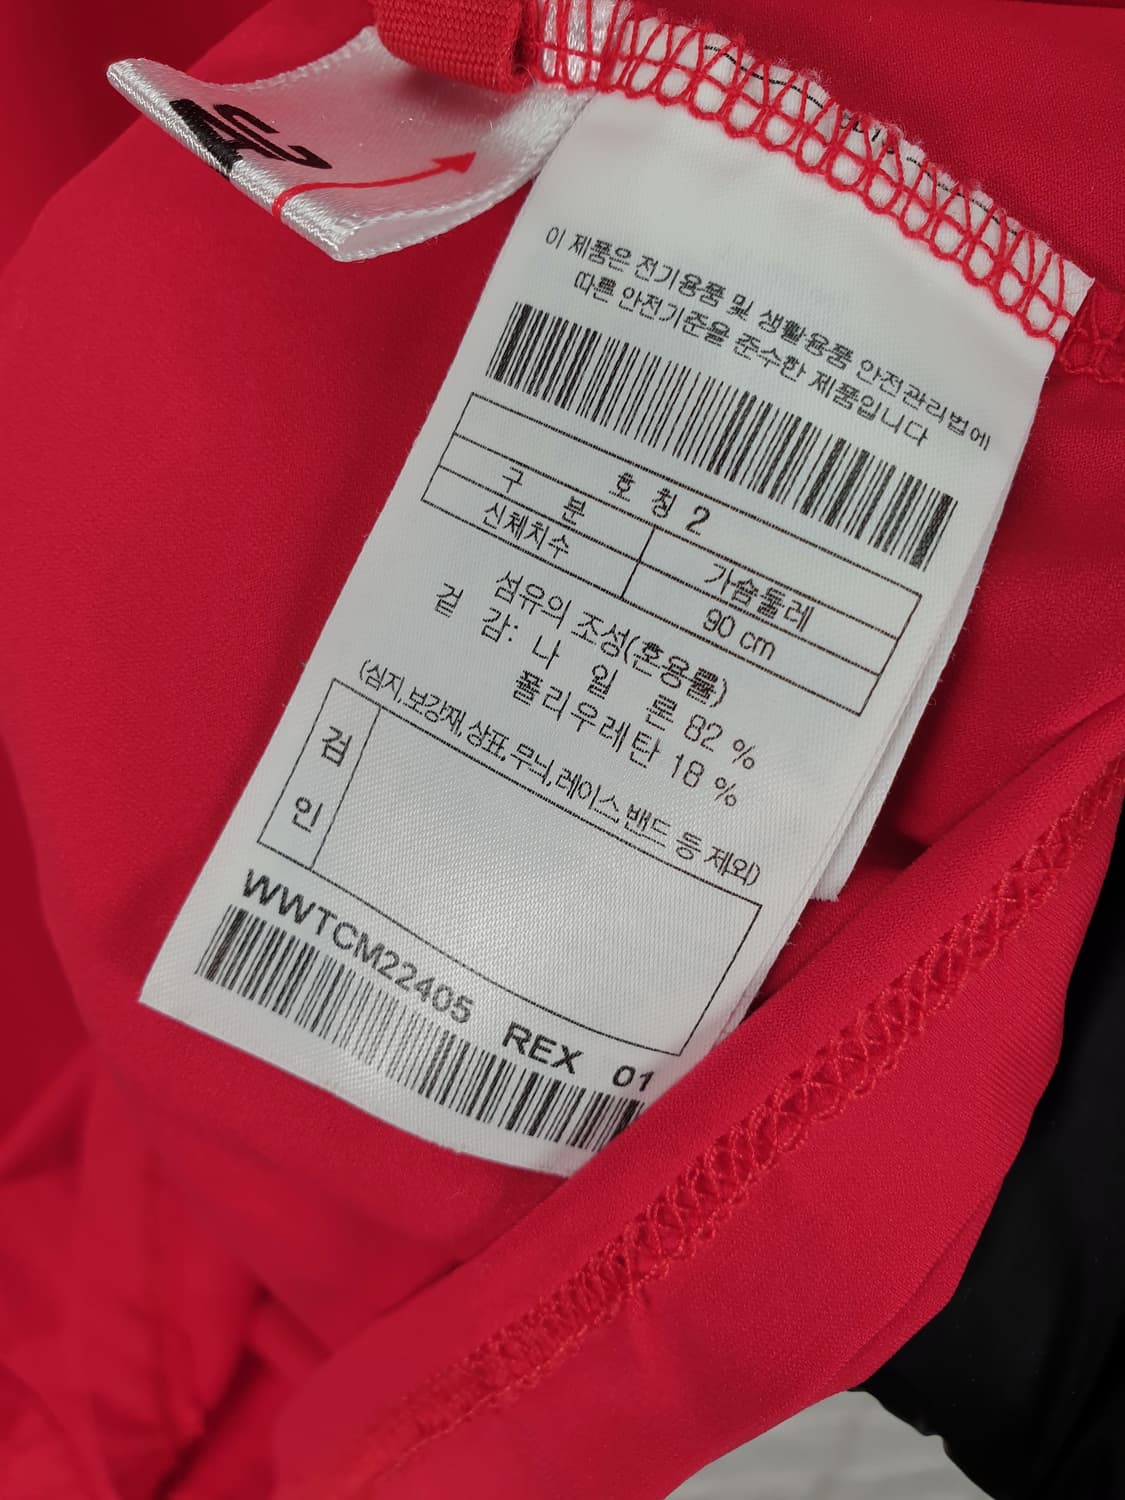 이 제품은 전기용품 및 생활용품 안전관리법에
따른 안전기준을 준수한 제품입니다
호 칭 2
구 분 가슴둘레
신체치수 90 cm
섬유의 조성(혼용률)
겉 감: 나 일 론 82 %
폴리우레탄 18 %
(심지, 보강재, 상표, 무늬, 레이스, 밴드 등 제외)
검
인
WWTCM22405 REX 01